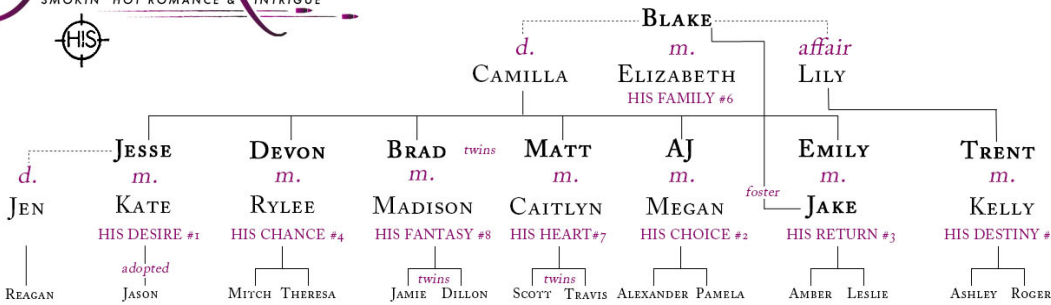 SMOKIN' HOT ROMANCE & INTRIGUE
HIS
BLAKE
d. m. affair
CAMILLA ELIZABETH LILY
HIS FAMILY #6
JESSE DEVON BRAD twins MATT AJ EMILY TRENT
d. m. m. m. m. m. m. m.
foster
JEN KATE RYLEE MADISON CAITLYN MEGAN JAKE KELLY
HIS DESIRE #1 HIS CHANCE #4 HIS FANTASY #8 HIS HEART #7 HIS CHOICE #2 HIS RETURN #3 HIS DESTINY #
adopted twins twins
REAGAN JASON MITCH THERESA JAMIE DILLON SCOTT TRAVIS ALEXANDER PAMELA AMBER LESLIE ASHLEY ROGER